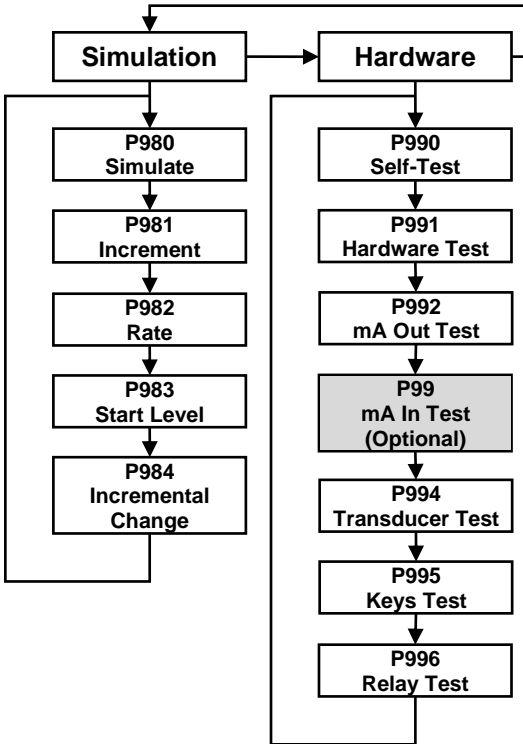 Simulation
P980
Simulate
P981
Increment
P982
Rate
P983
Start Level
P984
Incremental
Change
Hardware
P990
Self-Test
P991
Hardware Test
P992
mA Out Test
P99
mA In Test
(Optional)
P994
Transducer Test
P995
Keys Test
P996
Relay Test